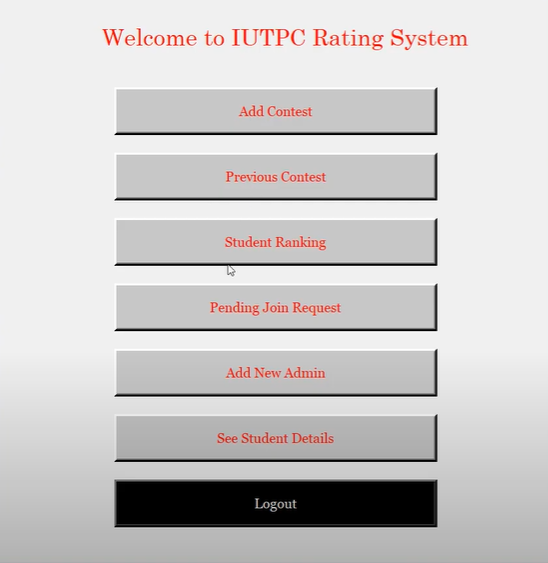 Welcome to IUTPC Rating System
Add Contest
Previous Contest
Student Ranking
Pending Join Request
Add New Admin
See Student Details
Logout